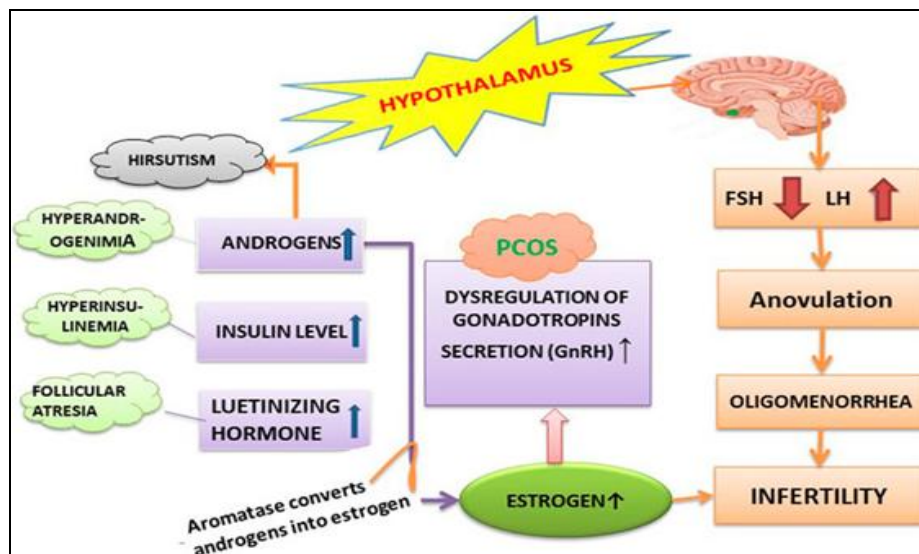 HYPOTHALAMUS
HIRSUTISM
HYPERANDR-
OGENIMIA
ANDROGENS
HYPERINSU-
LINEMIA
INSULIN LEVEL
FOLLICULAR
ATRESIA
LUETINIZING
HORMONE
Aromatase converts
androgens into estrogen
PCOS
DYSREGULATION OF
GONADOTROPINS
SECRETION (GnRH) ↑
ESTROGEN↑
FSH LH
Anovulation
OLIGOMENORRHEA
INFERTILITY